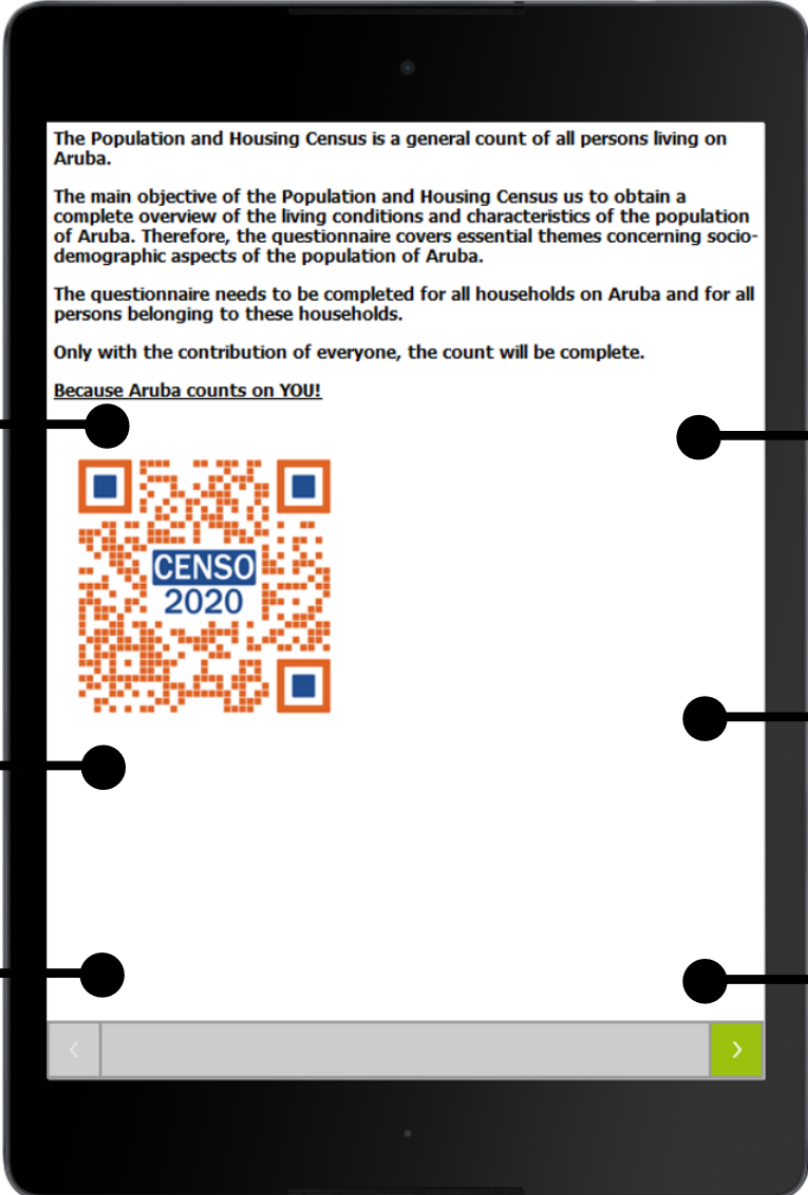 The Population and Housing Census is a general count of all persons living on
Aruba.
The main objective of the Population and Housing Census us to obtain a
complete overview of the living conditions and characteristics of the population
of Aruba. Therefore, the questionnaire covers essential themes concerning socio-
demographic aspects of the population of Aruba.
The questionnaire needs to be completed for all households on Aruba and for all
persons belonging to these households.
Only with the contribution of everyone, the count will be complete.
Because Aruba counts on YOU!
CENSO
2020